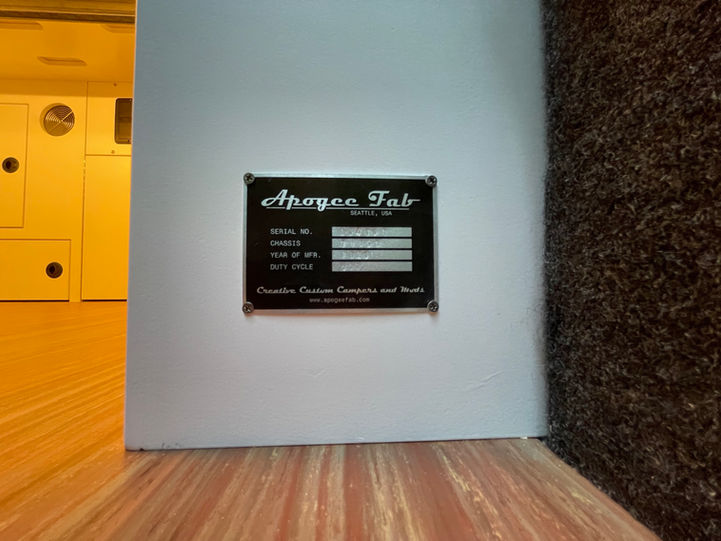 Apogee Fab
SEATTLE, USA
SERIAL NO.
CHASSIS
YEAR OF MFR.
DUTY CYCLE
Creative Custom Campers and Mods
www.apogeefab.com